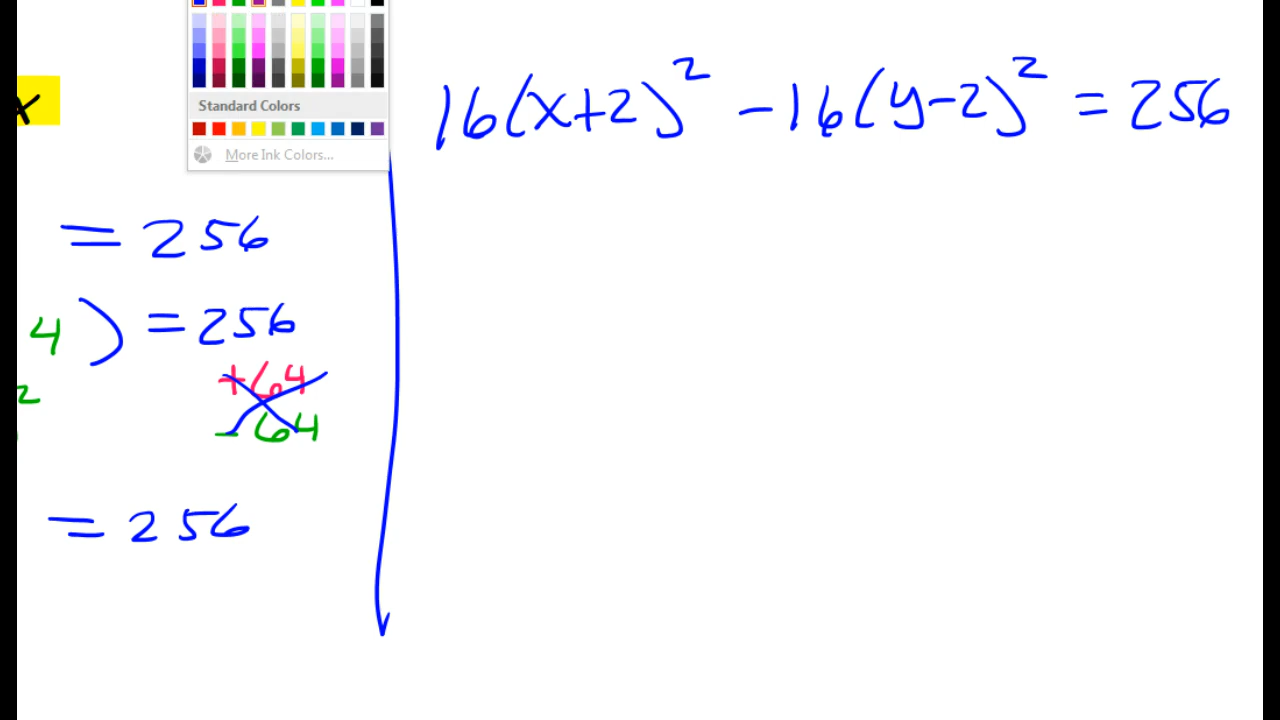 x
Standard Colors
More Ink Colors...
16(x+2)² -16(y-2)² = 256
= 256
4 ) = 256
2
+64
-64
= 256